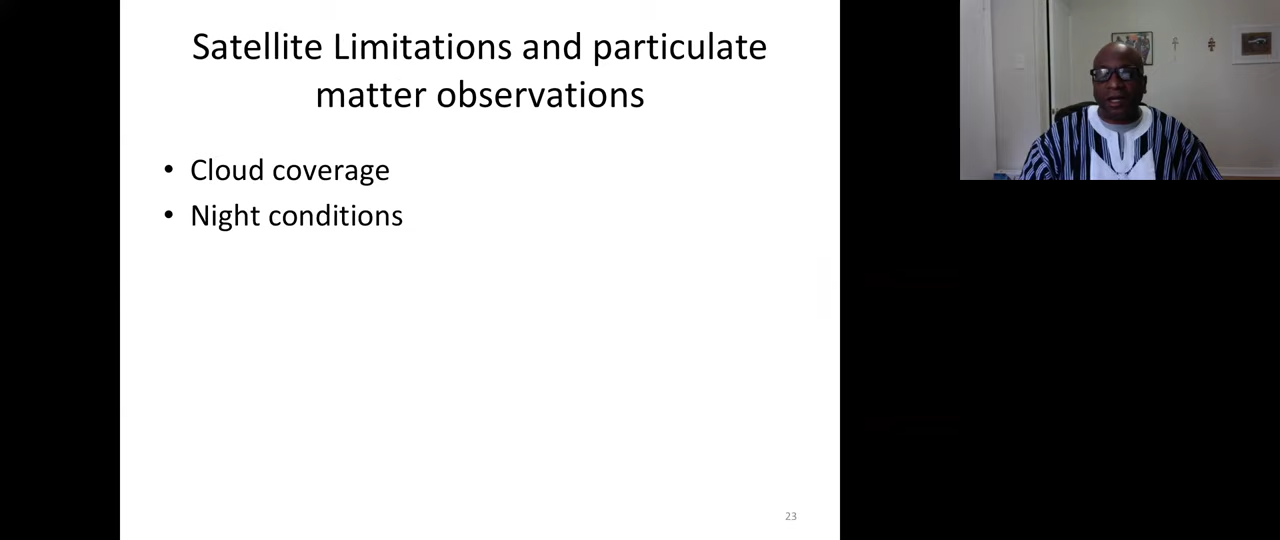 Satellite Limitations and particulate
matter observations
• Cloud coverage
• Night conditions
23